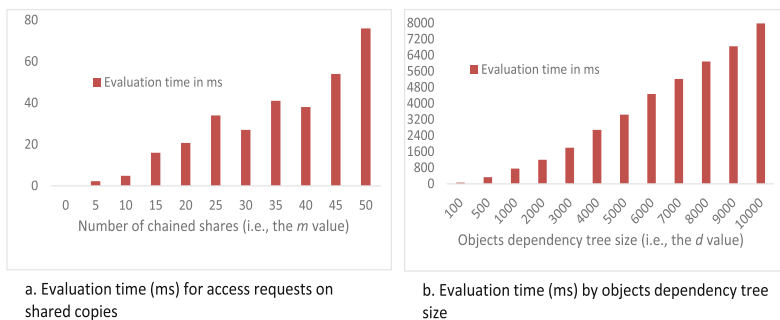 80
60
40
20
0
Evaluation time in ms
0 5 10 15 20 25 30 35 40 45 50
Number of chained shares (i.e., the m value)
a. Evaluation time (ms) for access requests on
shared copies
8000
7200
6400
5600
4800
4000
3200
2400
1600
800
0
Evaluation time in ms
100 500 1000 2000 3000 4000 5000 6000 7000 8000 9000 10000
Objects dependency tree size (i.e., the d value)
b. Evaluation time (ms) by objects dependency tree
size